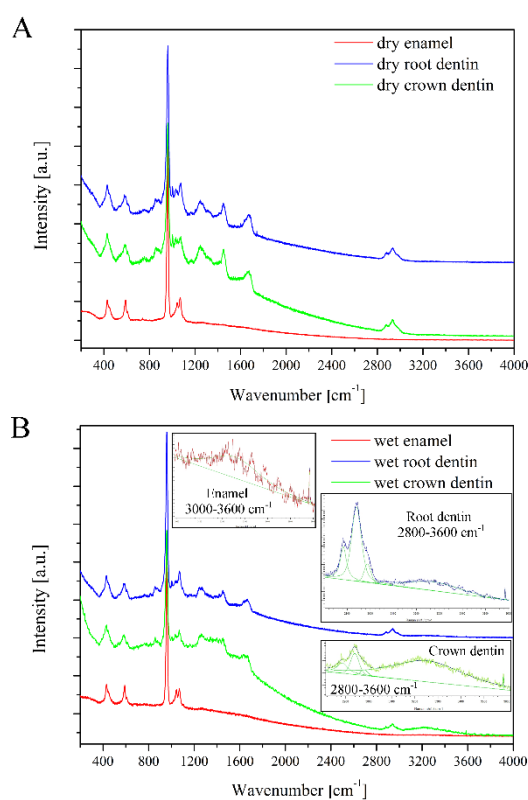 A
dry enamel
dry root dentin
dry crown dentin
Intensity [a.u.]
400 800 1200 1600 2000 2400 2800 3200 3600 4000
Wavenumber [cm⁻¹]
B
wet enamel
wet root dentin
wet crown dentin
Enamel
3000-3600 cm⁻¹
Root dentin
2800-3600 cm⁻¹
Crown dentin
2800-3600 cm⁻¹
Intensity [a.u.]
400 800 1200 1600 2000 2400 2800 3200 3600 4000
Wavenumber [cm⁻¹]